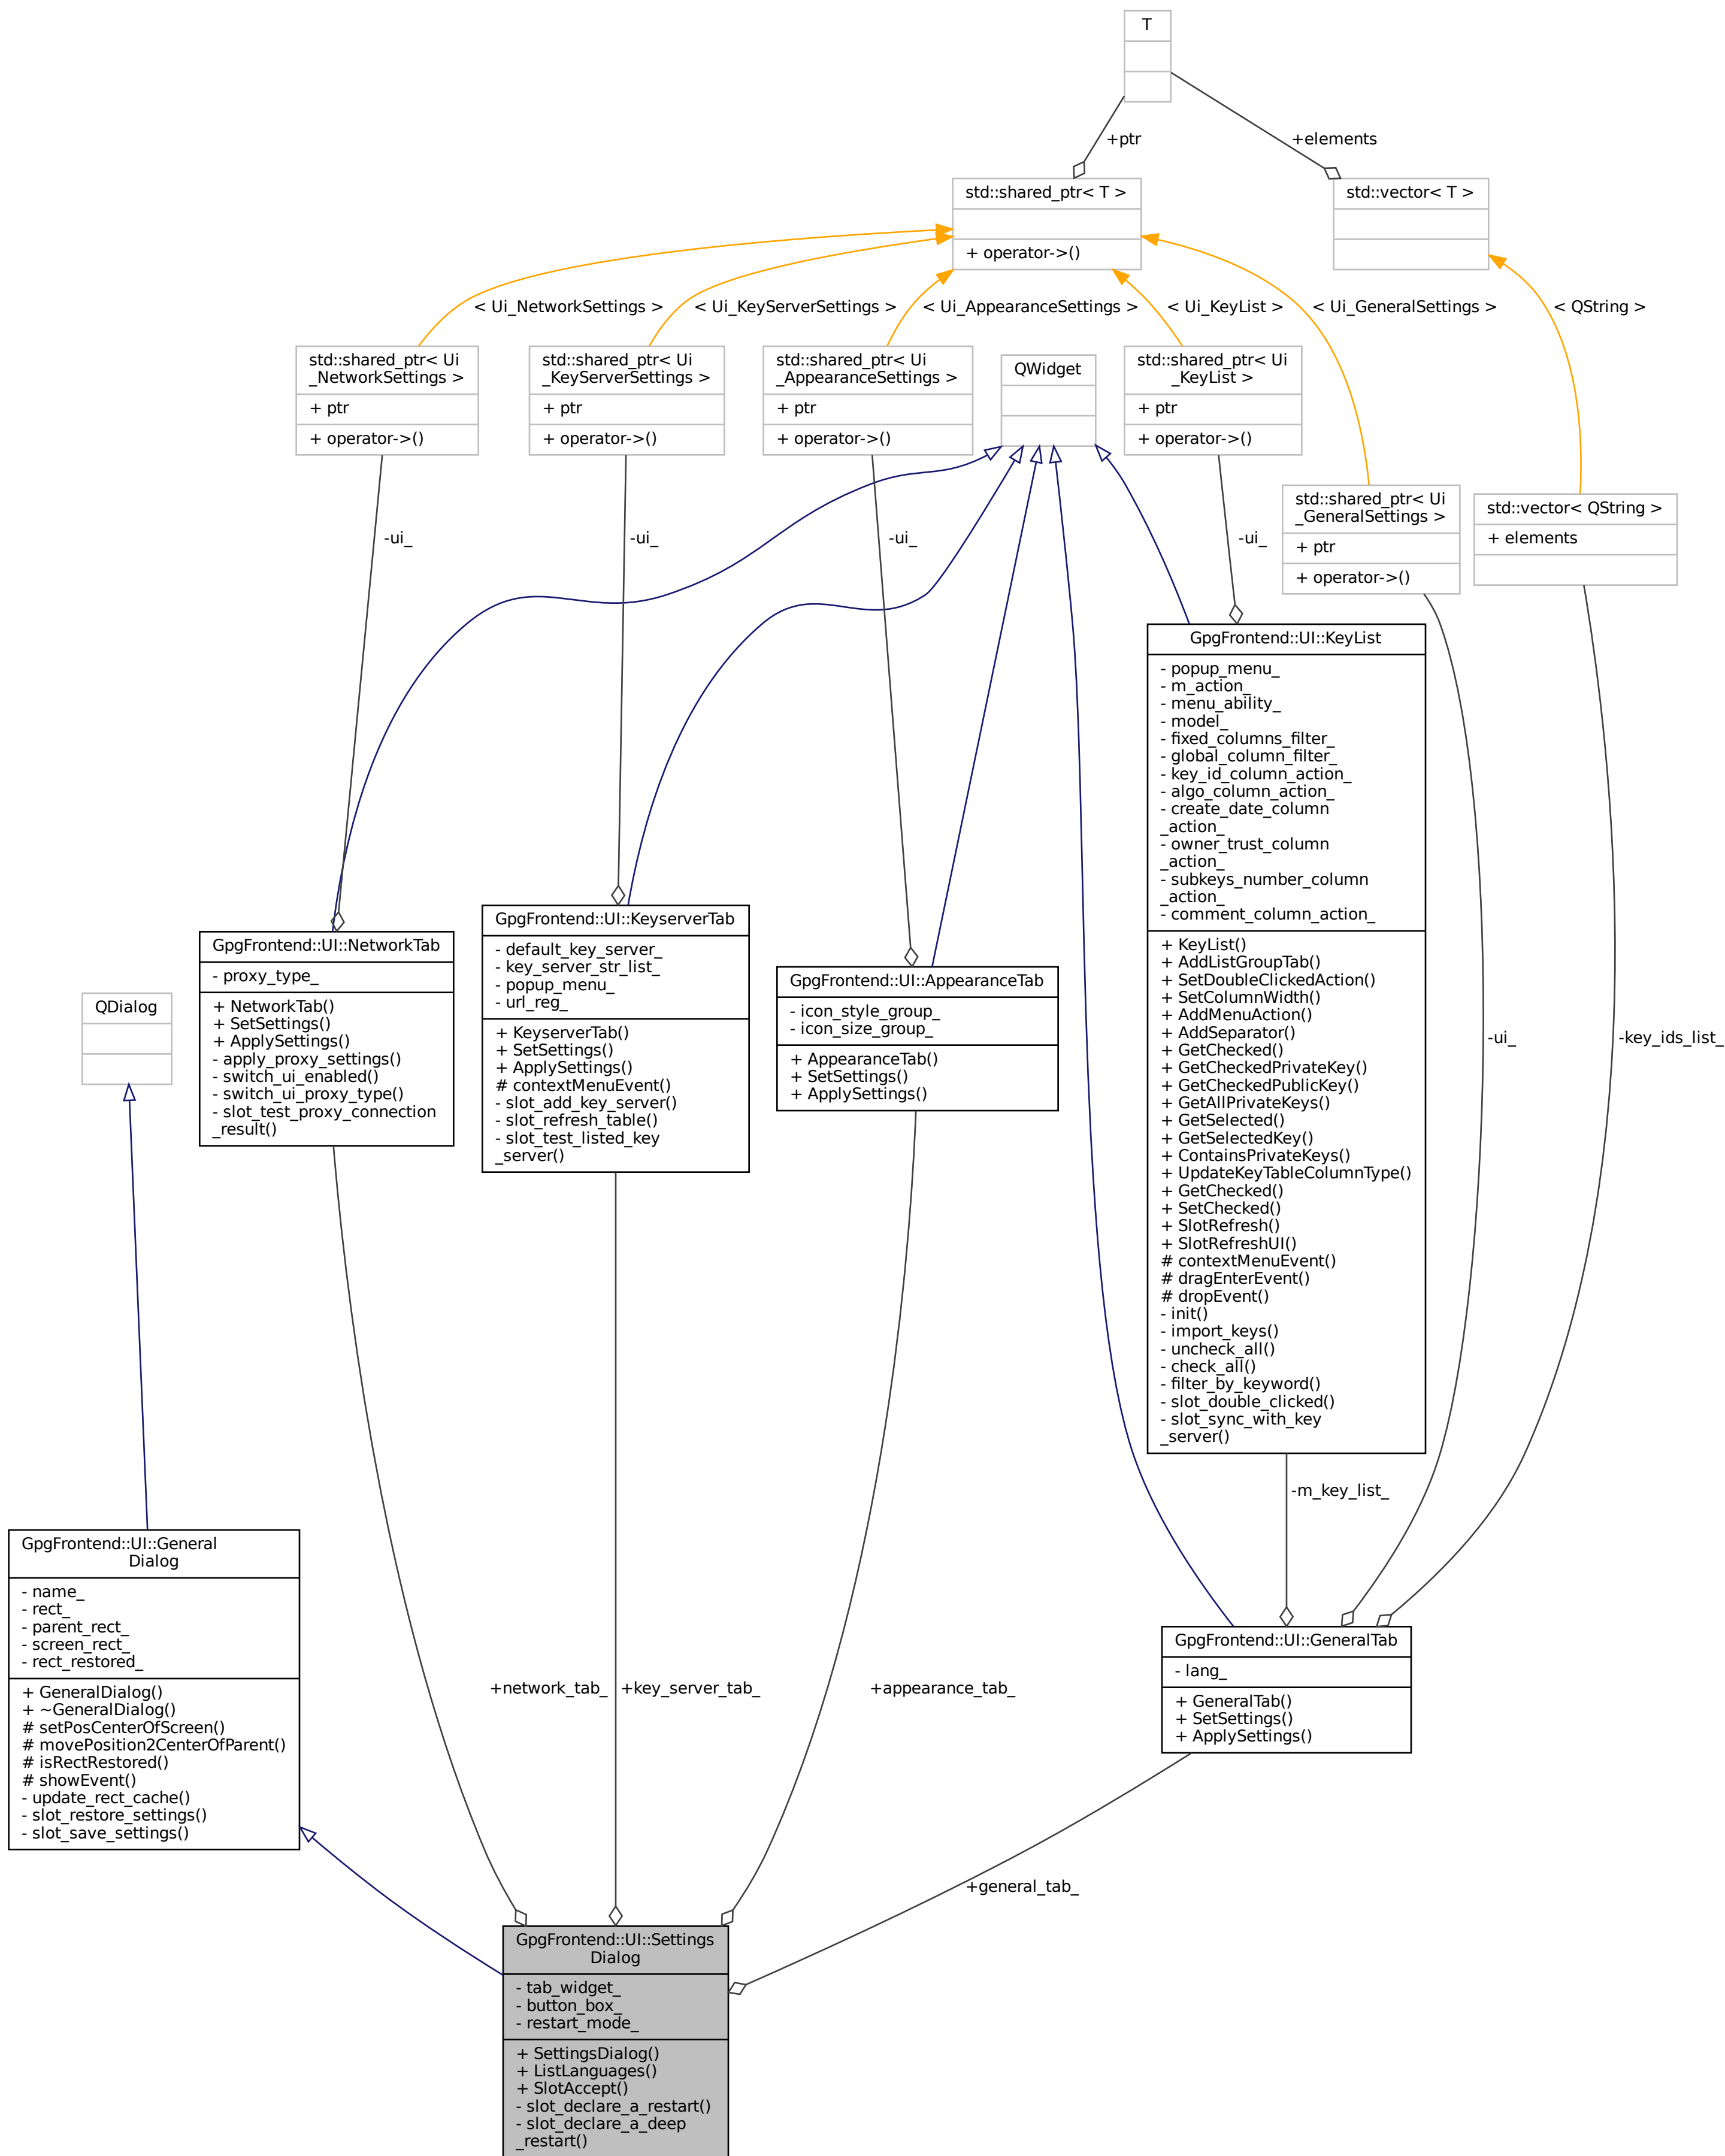 T
+ptr
+elements
std::shared_ptr< T >
+ operator->()
std::vector< T >
< Ui_NetworkSettings >
< Ui_KeyServerSettings >
< Ui_AppearanceSettings >
< Ui_KeyList >
< Ui_GeneralSettings >
< QString >
std::shared_ptr< Ui
_NetworkSettings >
+ ptr
+ operator->()
std::shared_ptr< Ui
_KeyServerSettings >
+ ptr
+ operator->()
std::shared_ptr< Ui
_AppearanceSettings >
+ ptr
+ operator->()
QWidget
std::shared_ptr< Ui
_KeyList >
+ ptr
+ operator->()
std::shared_ptr< Ui
_GeneralSettings >
+ ptr
+ operator->()
std::vector< QString >
+ elements
-ui_
-ui_
-ui_
-ui_
GpgFrontend::UI::KeyList
- popup_menu_
- m_action_
- menu_ability_
- model_
- fixed_columns_filter_
- global_column_filter_
- key_id_column_action_
- algo_column_action_
- create_date_column
_action_
- owner_trust_column
_action_
- subkeys_number_column
_action_
- comment_column_action_
+ KeyList()
+ AddListGroupTab()
+ SetDoubleClickedAction()
+ SetColumnWidth()
+ AddMenuAction()
+ AddSeparator()
+ GetChecked()
+ GetCheckedPrivateKey()
+ GetCheckedPublicKey()
+ GetAllPrivateKeys()
+ GetSelected()
+ GetSelectedKey()
+ ContainsPrivateKeys()
+ UpdateKeyTableColumnType()
+ GetChecked()
+ SetChecked()
+ SlotRefresh()
+ SlotRefreshUI()
# contextMenuEvent()
# dragEnterEvent()
# dropEvent()
- init()
- import_keys()
- uncheck_all()
- check_all()
- filter_by_keyword()
- slot_double_clicked()
- slot_sync_with_key
_server()
GpgFrontend::UI::NetworkTab
- proxy_type_
+ NetworkTab()
+ SetSettings()
+ ApplySettings()
- apply_proxy_settings()
- switch_ui_enabled()
- switch_ui_proxy_type()
- slot_test_proxy_connection
_result()
GpgFrontend::UI::KeyserverTab
- default_key_server_
- key_server_str_list_
- popup_menu_
- url_reg_
+ KeyserverTab()
+ SetSettings()
+ ApplySettings()
# contextMenuEvent()
- slot_add_key_server()
- slot_refresh_table()
- slot_test_listed_key
_server()
GpgFrontend::UI::AppearanceTab
- icon_style_group_
- icon_size_group_
+ AppearanceTab()
+ SetSettings()
+ ApplySettings()
QDialog
-ui_
-key_ids_list_
-m_key_list_
GpgFrontend::UI::General
Dialog
- name_
- rect_
- parent_rect_
- screen_rect_
- rect_restored_
+ GeneralDialog()
+ ~GeneralDialog()
# setPosCenterOfScreen()
# movePosition2CenterOfParent()
# isRectRestored()
# showEvent()
- update_rect_cache()
- slot_restore_settings()
- slot_save_settings()
+network_tab_
+key_server_tab_
+appearance_tab_
GpgFrontend::UI::GeneralTab
- lang_
+ GeneralTab()
+ SetSettings()
+ ApplySettings()
+general_tab_
GpgFrontend::UI::Settings
Dialog
- tab_widget_
- button_box_
- restart_mode_
+ SettingsDialog()
+ ListLanguages()
+ SlotAccept()
- slot_declare_a_restart()
- slot_declare_a_deep
_restart()